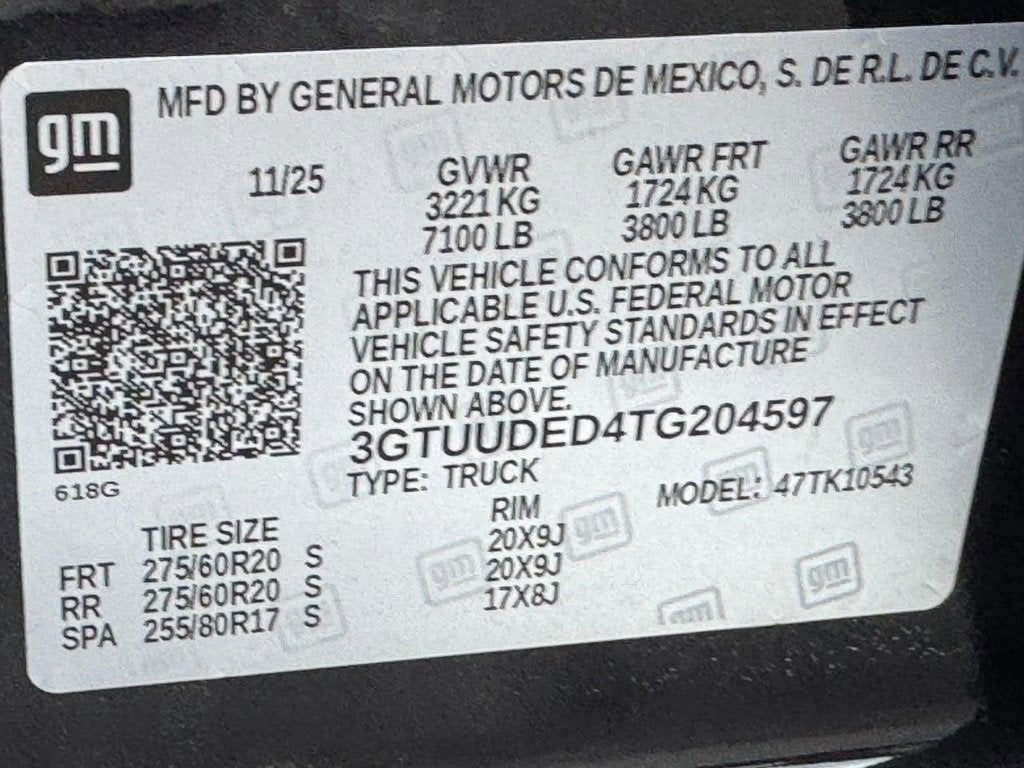 gm
MFD BY GENERAL MOTORS DE MEXICO, S. DE R.L. DE C.V.
11/25
GVWR GAWR FRT GAWR RR
3221 KG 1724 KG 1724 KG
7100 LB 3800 LB 3800 LB
THIS VEHICLE CONFORMS TO ALL
APPLICABLE U.S. FEDERAL MOTOR
VEHICLE SAFETY STANDARDS IN EFFECT
ON THE DATE OF MANUFACTURE
SHOWN ABOVE.
3GTUUDED4TG204597
618G
TYPE: TRUCK MODEL: 47TK10543
TIRE SIZE RIM
FRT 275/60R20 S 20X9J
RR 275/60R20 S 20X9J
SPA 255/80R17 S 17X8J